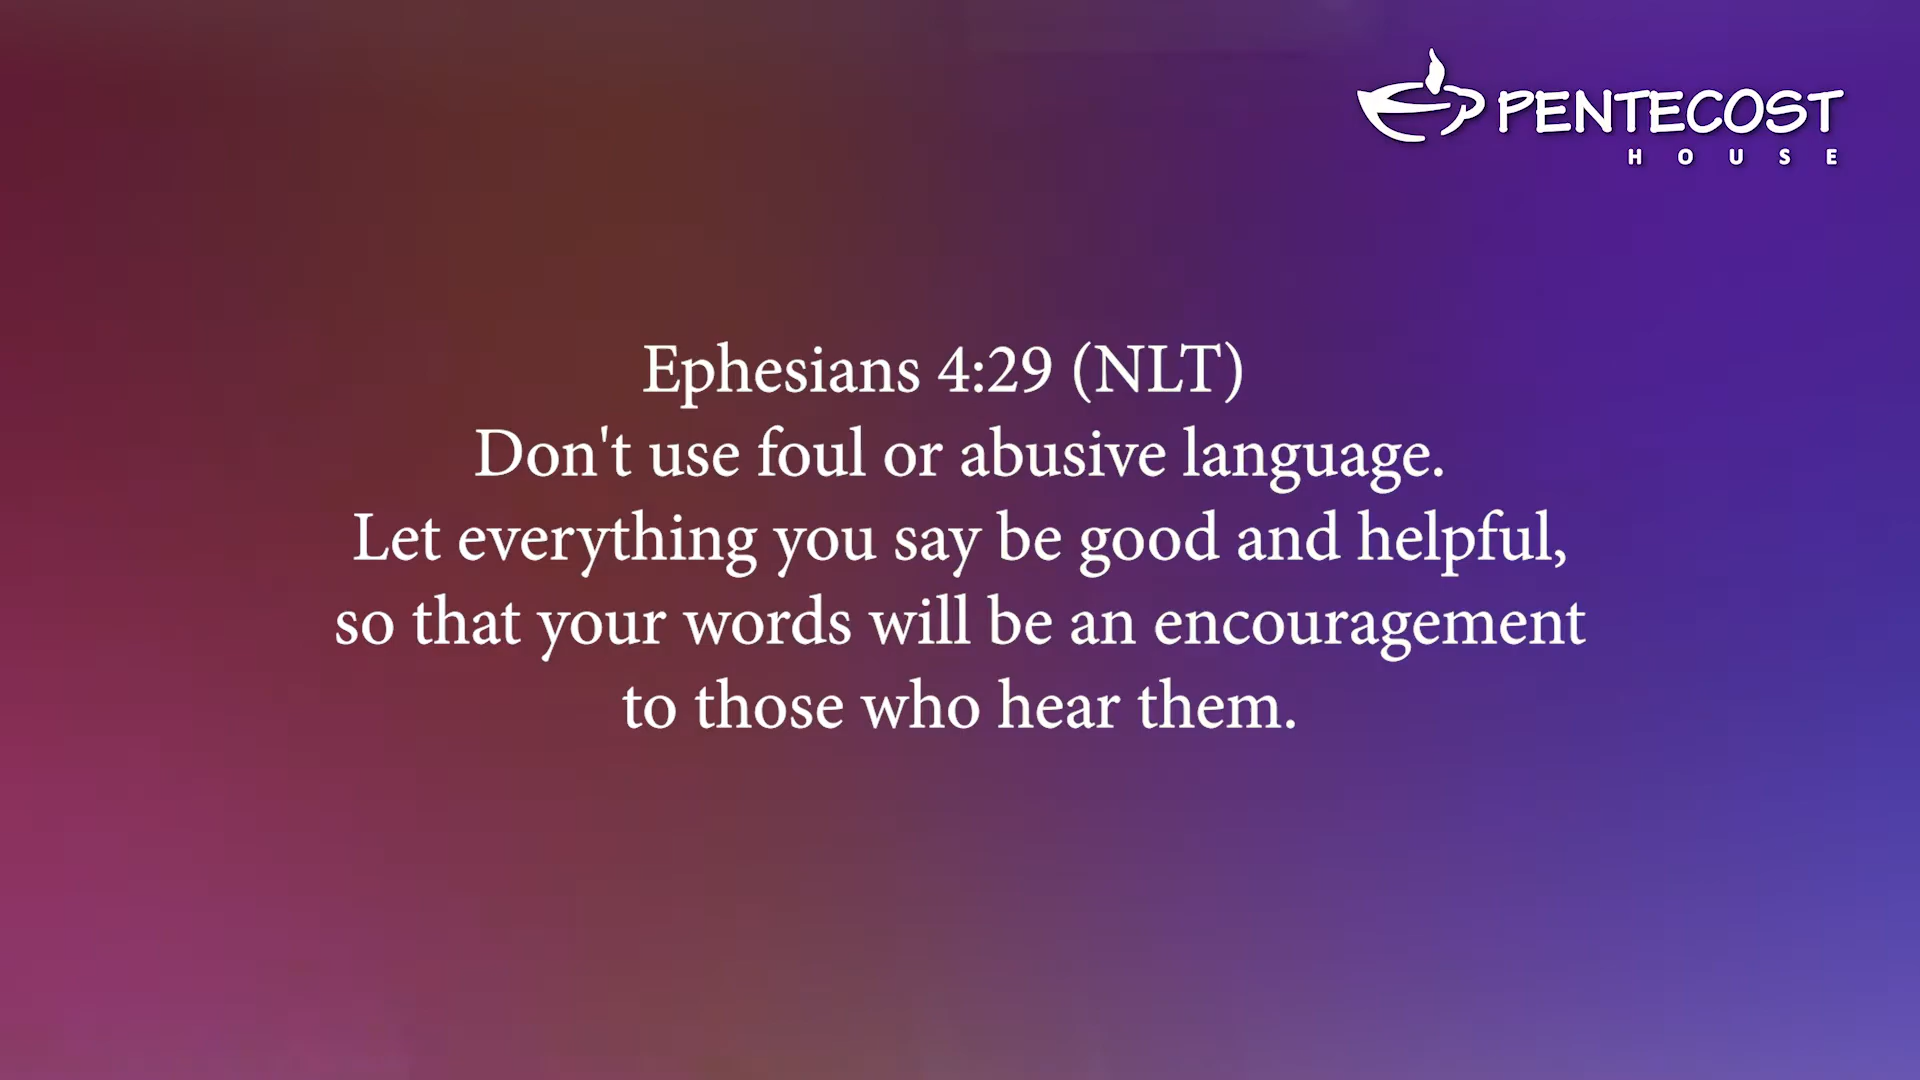 PENTECOST
HOUSE
Ephesians 4:29 (NLT)
Don't use foul or abusive language.
Let everything you say be good and helpful,
so that your words will be an encouragement
to those who hear them.